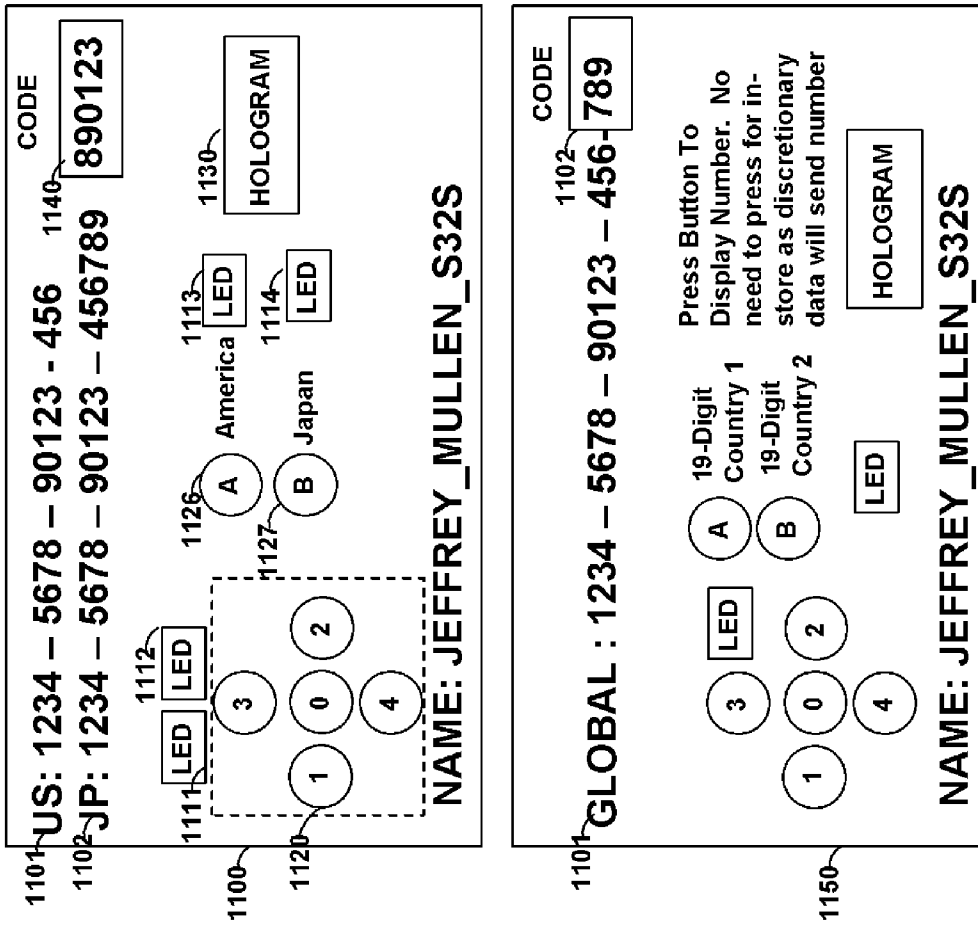 CODE
1140
1101
US: 1234 – 5678 – 90123 - 456
890123
1102
JP: 1234 – 5678 – 90123 – 456789
1111
LED
1112
LED
1113
LED
1114
LED
1126
A
America
1127
B
Japan
1130
HOLOGRAM
3
1
0
2
4
1100
1120
NAME: JEFFREY_MULLEN_S32S
CODE
1102
1101
GLOBAL : 1234 – 5678 – 90123 – 456-
789
A
19-Digit
Country 1
B
19-Digit
Country 2
Press Button To
Display Number. No
need to press for in-
store as discretionary
data will send number
LED
3
1
0
2
4
LED
HOLOGRAM
1150
NAME: JEFFREY_MULLEN_S32S